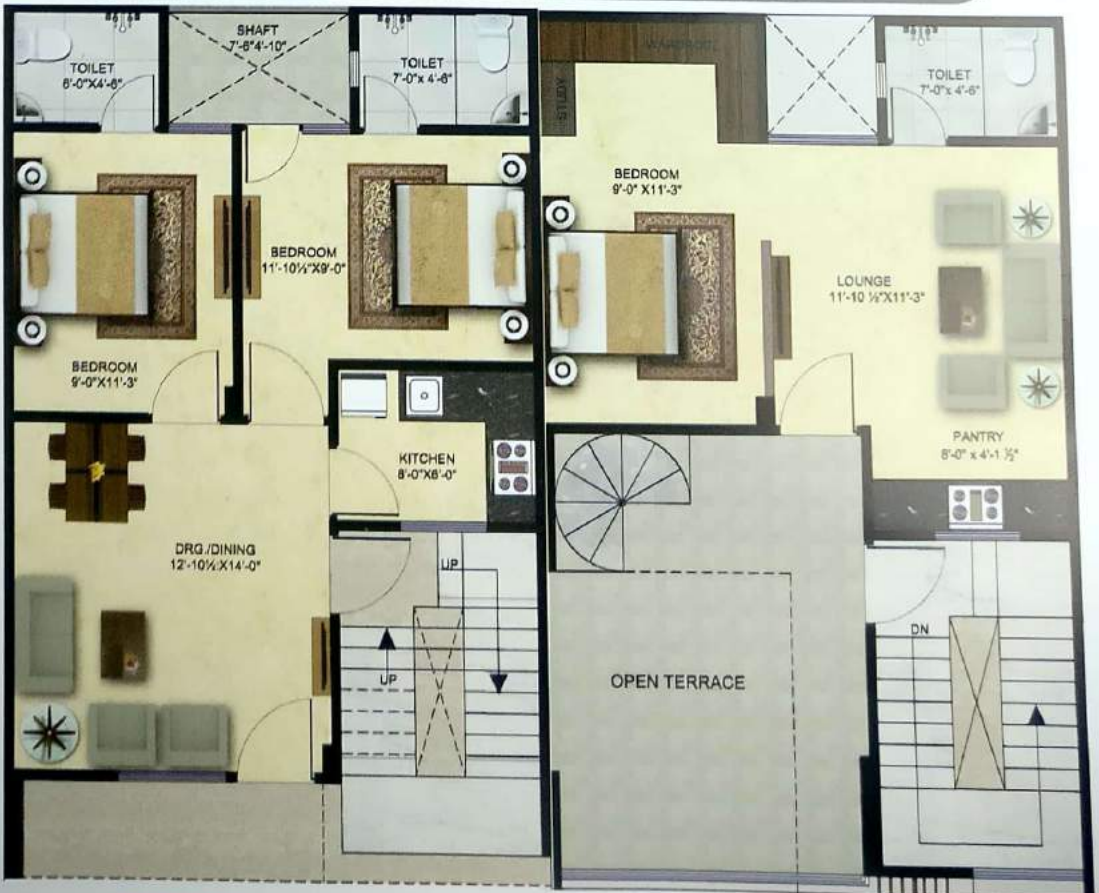 TOILET
6'-0"X4'-6"
SHAFT
7'-6"4'-10"
TOILET
7'-0"x 4'-6"
BEDROOM
11'-10½"X9'-0"
BEDROOM
9'-0"X11'-3"
KITCHEN
8'-0"X6'-0"
DRG./DINING
12'-10½:X14'-0"
UP
UP
WARDROBE
STUDY
TOILET
7'-0"x 4'-6"
BEDROOM
9'-0" X11'-3"
LOUNGE
11'-10 ½"X11'-3"
PANTRY
8'-0" x 4'-1 ½"
OPEN TERRACE
DN